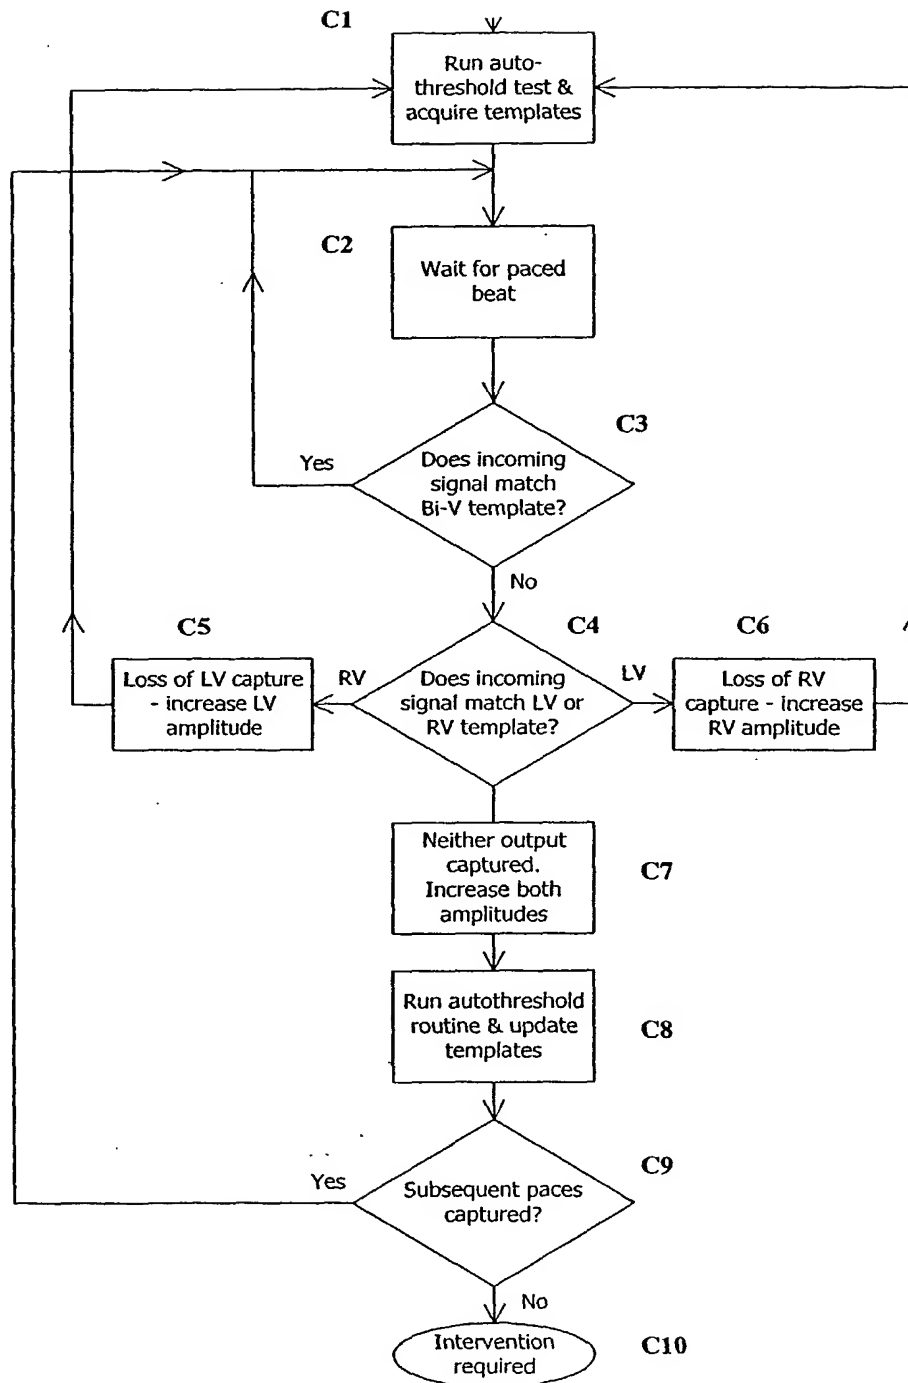 C1
Run auto-
threshold test &
acquire templates
C2
Wait for paced
beat
C3
Yes
Does incoming
signal match
Bi-V template?
No
C5
C4
C6
Loss of LV capture
- increase LV
amplitude
RV
Does incoming
signal match LV or
RV template?
LV
Loss of RV
capture - increase
RV amplitude
Neither output
captured.
Increase both
amplitudes
C7
Run autothreshold
routine & update
templates
C8
C9
Yes
Subsequent paces
captured?
No
Intervention
required
C10